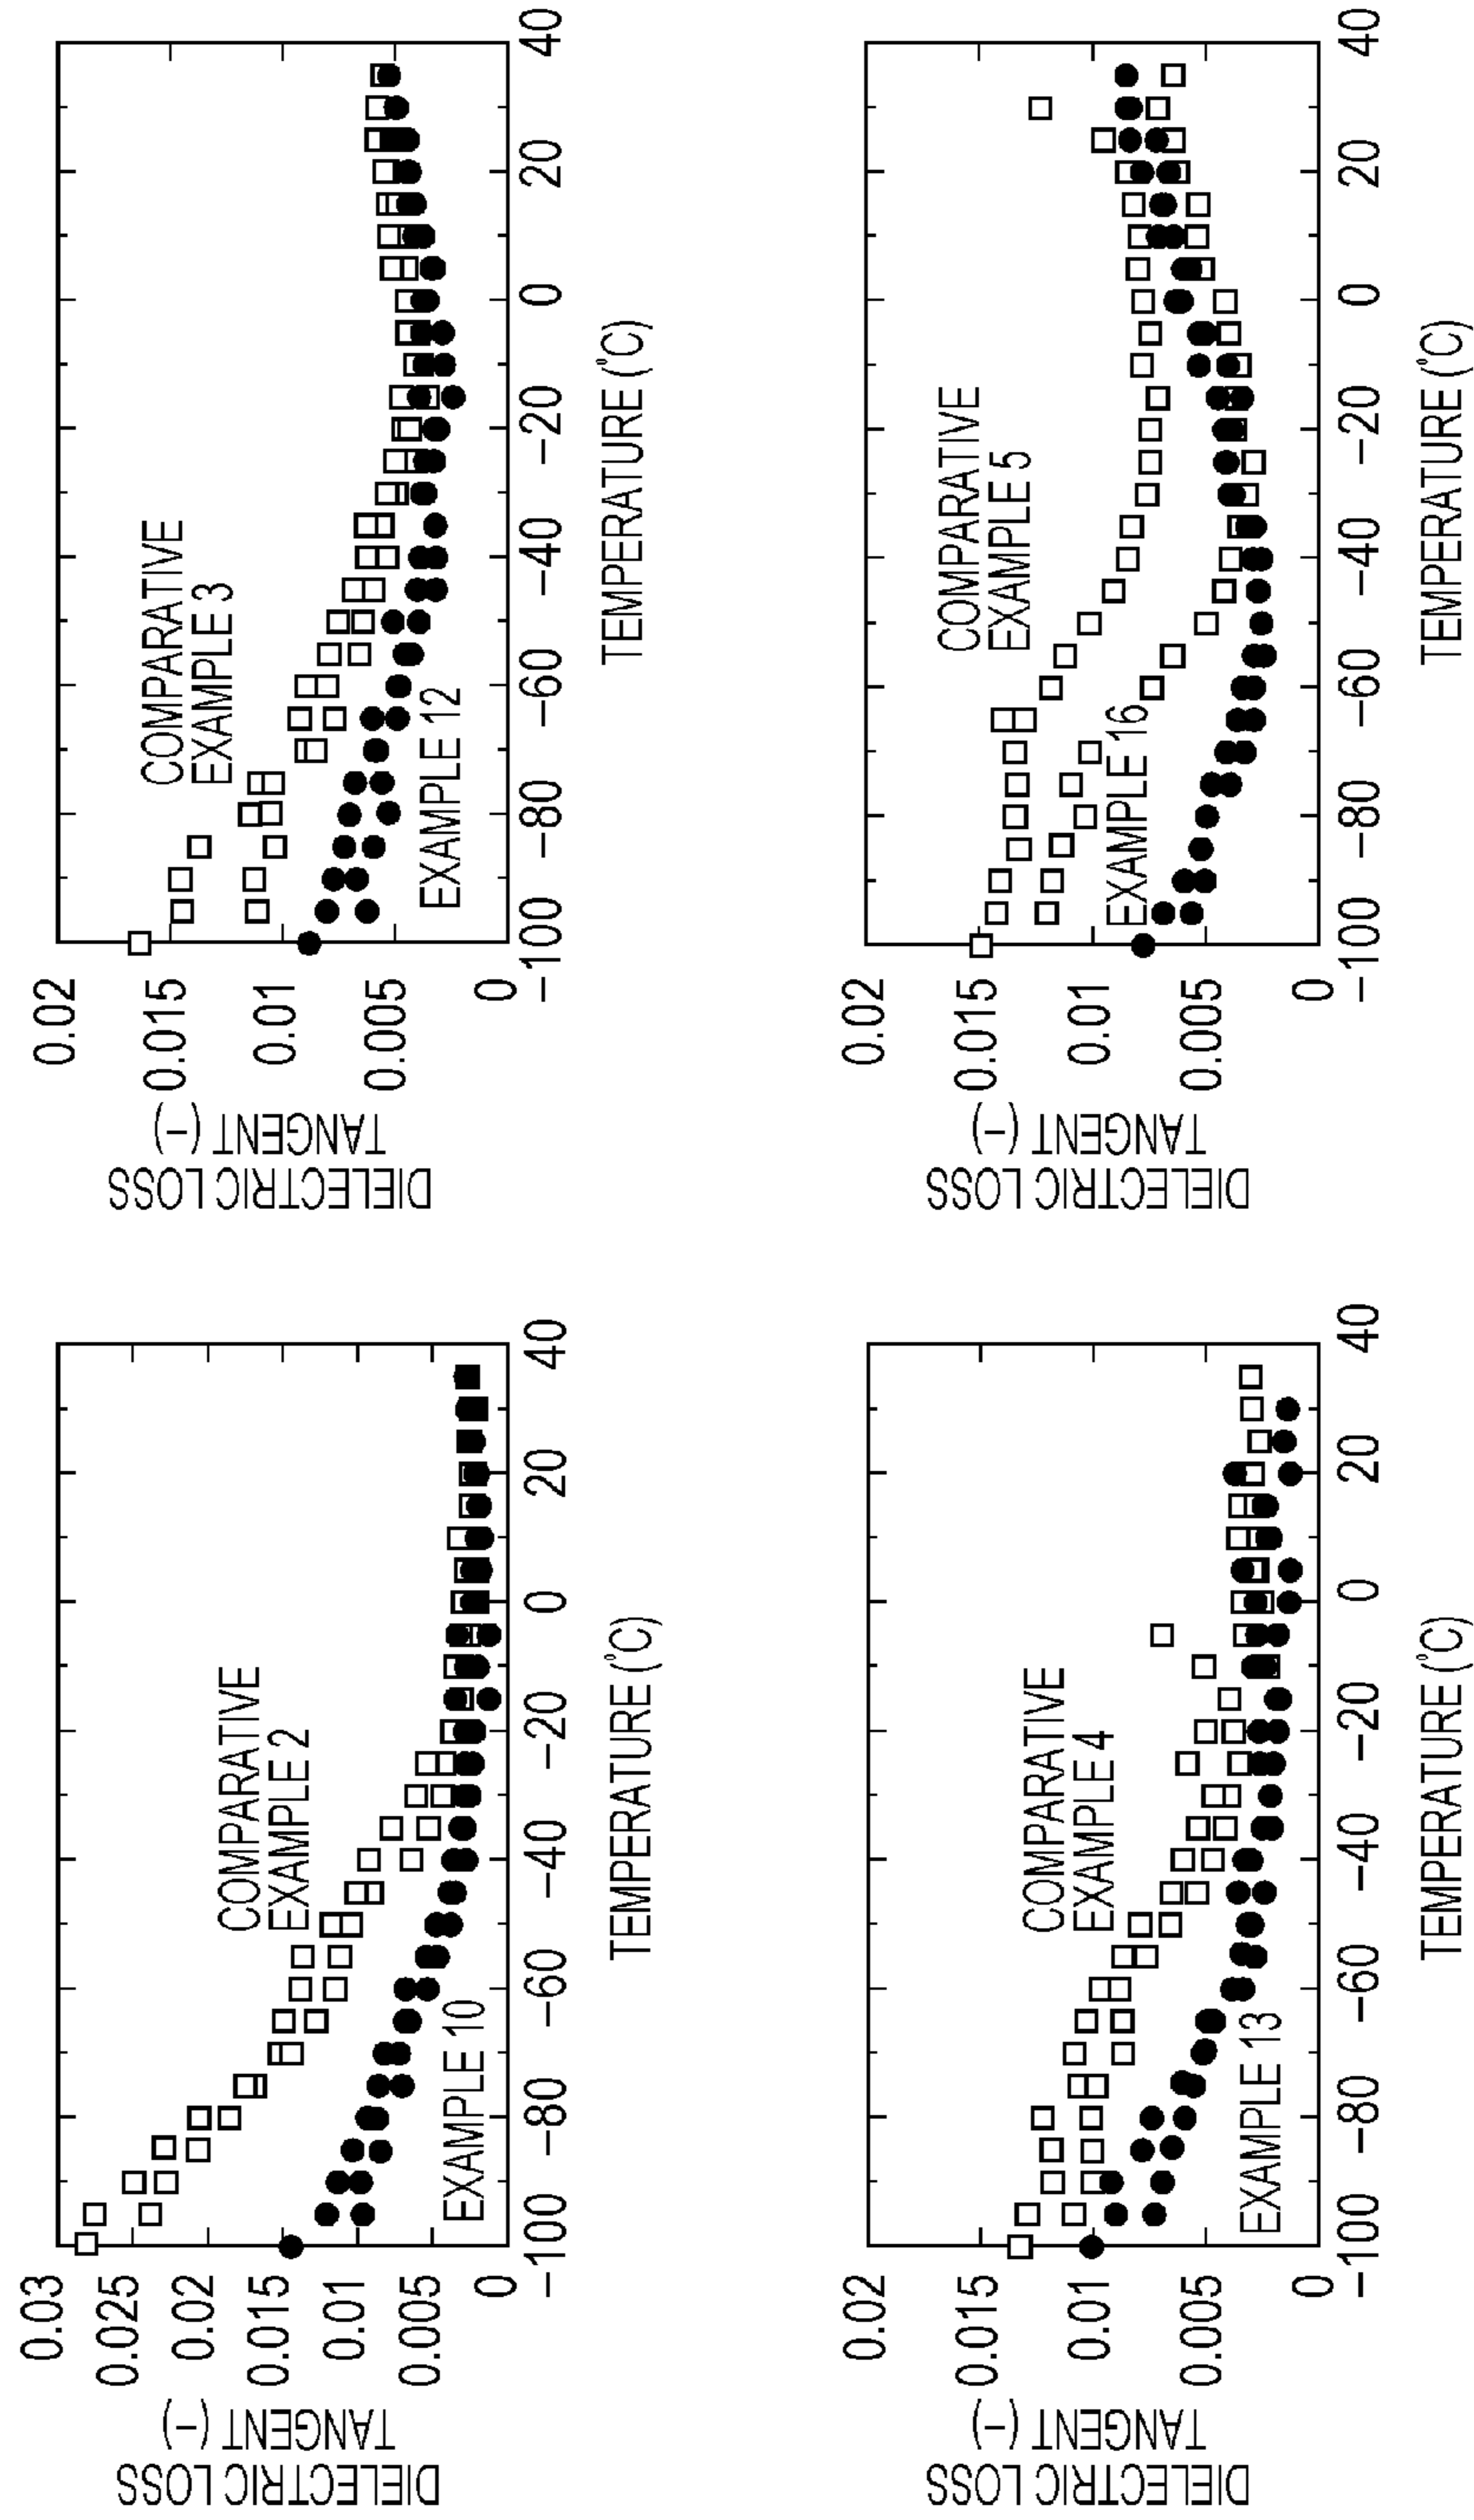 DIELECTRIC LOSS
TANGENT (−)
0.03
0.025
0.02
0.015
0.01
0.005
0
COMPARATIVE
EXAMPLE 2
EXAMPLE 10
−100
−80
−60
−40
−20
0
20
40
TEMPERATURE (°C)
DIELECTRIC LOSS
TANGENT (−)
0.02
0.015
0.01
0.005
0
COMPARATIVE
EXAMPLE 3
EXAMPLE 12
−100
−80
−60
−40
−20
0
20
40
TEMPERATURE (°C)
DIELECTRIC LOSS
TANGENT (−)
0.02
0.015
0.01
0.005
0
COMPARATIVE
EXAMPLE 4
EXAMPLE 13
−100
−80
−60
−40
−20
0
20
40
TEMPERATURE (°C)
DIELECTRIC LOSS
TANGENT (−)
0.02
0.015
0.01
0.005
0
COMPARATIVE
EXAMPLE 5
EXAMPLE 16
−100
−80
−60
−40
−20
0
20
40
TEMPERATURE (°C)